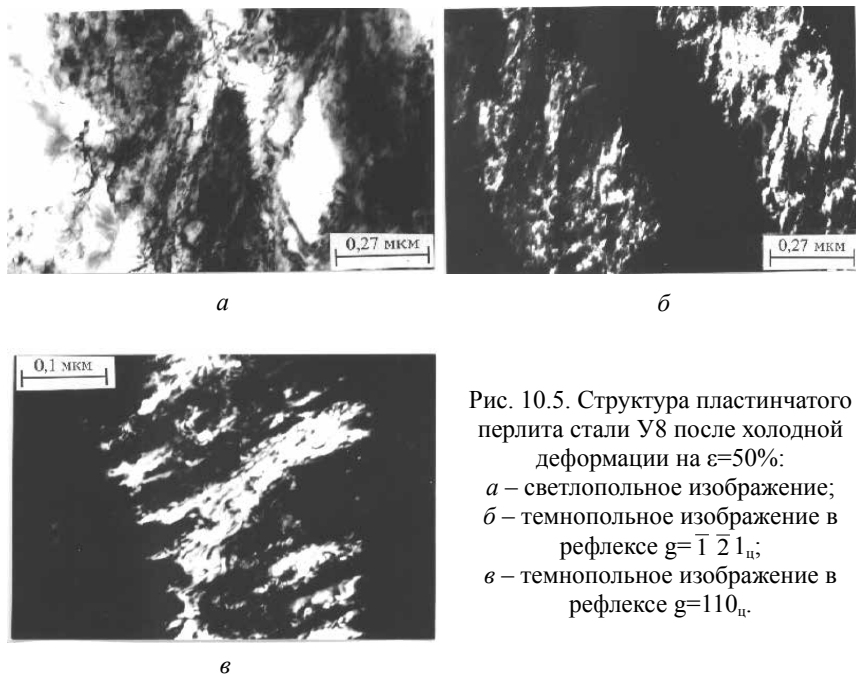 0,27 мкм
0,27 мкм
а
б
0,1 мкм
в
Рис. 10.5. Структура пластинчатого
перлита стали У8 после холодной
деформации на ε=50%:
а – светлопольное изображение;
б – темнопольное изображение в
рефлексе g=1̅ 2̅ 1ц;
в – темнопольное изображение в
рефлексе g=110ц.